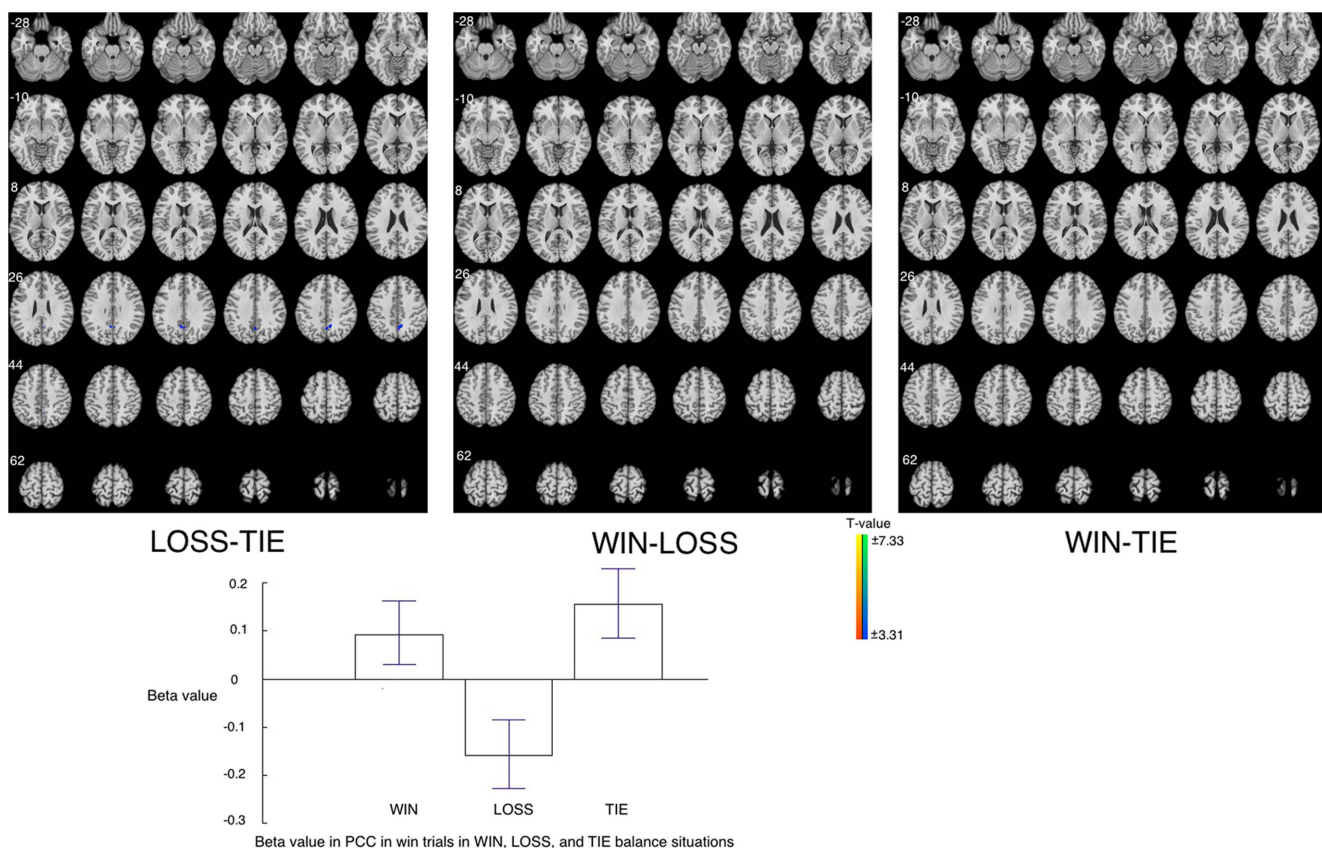 -28
-10
8
26
44
62
-28
-10
8
26
44
62
-28
-10
8
26
44
62
LOSS-TIE
WIN-LOSS
WIN-TIE
T-value
±7.33
±3.31
0.2
0.1
0
Beta value
-0.1
-0.2
-0.3
WIN
LOSS
TIE
Beta value in PCC in win trials in WIN, LOSS, and TIE balance situations